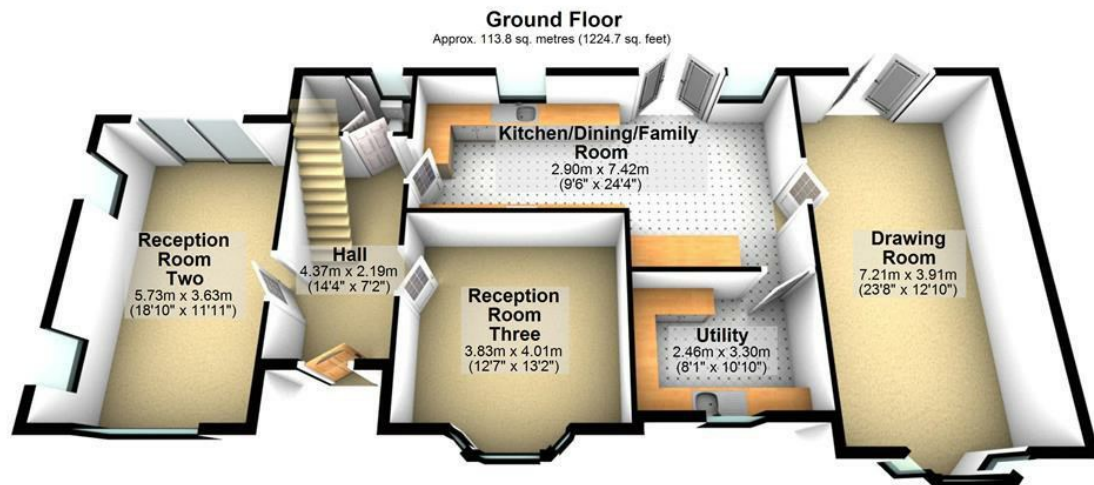 Ground Floor
Approx. 113.8 sq. metres (1224.7 sq. feet)
Kitchen/Dining/Family
Room
2.90m x 7.42m
(9'6" x 24'4")
Reception
Room
Two
5.73m x 3.63m
(18'10" x 11'11")
Hall
4.37m x 2.19m
(14'4" x 7'2")
Reception
Room
Three
3.83m x 4.01m
(12'7" x 13'2")
Utility
2.46m x 3.30m
(8'1" x 10'10")
Drawing
Room
7.21m x 3.91m
(23'8" x 12'10")